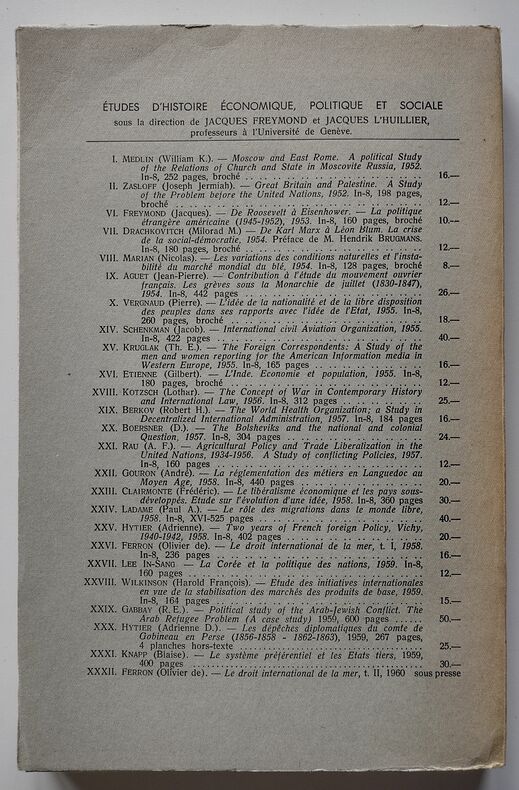 ÉTUDES D'HISTOIRE ÉCONOMIQUE, POLITIQUE ET SOCIALE
sous la direction de JACQUES FREYMOND et JACQUES L'HUILLIER,
professeurs à l'Université de Genève.
I. MEDLIN (William K.). — Moscow and East Rome. A political Study
of the Relations of Church and State in Moscovite Russia, 1952.
In-8, 252 pages, broché . . . . . . . . . . . . . . . . . 16.—
II. ZASLOFF (Joseph Jermiah). — Great Britain and Palestine. A Study
of the Problem before the United Nations, 1952. In-8, 198 pages,
broché . . . . . . . . . . . . . . . . . 12.—
VI. FREYMOND (Jacques). — De Roosevelt à Eisenhower. — La politique
étrangère américaine (1945-1952), 1953. In-8, 160 pages, broché 10.—
VII. DRACHKOVITCH (Milorad M.). — De Karl Marx à Léon Blum. La crise
de la social-démocratie, 1954. Préface de M. Hendrik BRUGMANS.
In-8, 180 pages, broché . . . . . . . . . . . . . . . . . 12.—
VIII. MARIAN (Nicolas). — Les variations des conditions naturelles et l'insta-
bilité du marché mondial du blé, 1954. In-8, 128 pages, broché 8.—
IX. AGUET (Jean-Pierre). — Contribution à l'étude du mouvement ouvrier
français. Les grèves sous la Monarchie de juillet (1830-1847),
1954. In-8, 442 pages . . . . . . . . . . . . . . . . . 26.—
X. VERGNAUD (Pierre). — L'idée de la nationalité et de la libre disposition
des peuples dans ses rapports avec l'idée de l'Etat, 1955. In-8,
260 pages, broché . . . . . . . . . . . . . . . . . 18.—
XIV. SCHENKMAN (Jacob). — International civil Aviation Organization, 1955.
In-8, 422 pages . . . . . . . . . . . . . . . . . 40.—
XV. KRUGLAK (Th. E.). — The Foreign Correspondents: A Study of the
men and women reporting for the American Information media in
Western Europe, 1955. In-8, 165 pages . . . . . . . . . . 16.—
XVI. ETIENNE (Gilbert). — L'Inde. Economie et population, 1955. In-8,
180 pages, broché . . . . . . . . . . . . . . . . . 12.—
XVIII. KOTZSCH (Lothar). — The Concept of War in Contemporary History
and International Law, 1956. In-8, 312 pages . . . . . . . . 25.—
XIX. BERKOV (Robert H.). — The World Health Organization; a Study in
Decentralized International Administration, 1957. In-8, 184 pages 16.—
XX. BOERSNER (D.). — The Bolsheviks and the national and colonial
Question, 1957. In-8, 304 pages . . . . . . . . . . . . . 24.—
XXI. RAU (A. F.). — Agricultural Policy and Trade Liberalization in the
United Nations, 1934-1956. A Study of conflicting Policies, 1957.
In-8, 160 pages . . . . . . . . . . . . . . . . . 12.—
XXII. GOURON (André). — La réglementation des métiers en Languedoc au
Moyen Age, 1958. In-8, 440 pages . . . . . . . . . . . . 20.—
XXIII. CLAIRMONTE (Frédéric). — Le libéralisme économique et les pays sous-
développés. Etude sur l'évolution d'une idée, 1958. In-8, 360 pages 30.—
XXIV. LADAME (Paul A.). — Le rôle des migrations dans le monde libre,
1958. In-8, XVI-525 pages . . . . . . . . . . . . . . . 40.—
XXV. HYTIER (Adrienne). — Two years of French foreign Policy, Vichy,
1940-1942, 1958. In-8, 402 pages . . . . . . . . . . . . 20.—
XXVI. FERRON (Olivier de). — Le droit international de la mer, t. I, 1958.
In-8, 236 pages . . . . . . . . . . . . . . . . . 16.—
XXVII. LEE IN-SANG — La Corée et la politique des nations, 1959. In-8,
160 pages . . . . . . . . . . . . . . . . . 12.—
XXVIII. WILKINSON (Harold François). — Etude des initiatives internationales
en vue de la stabilisation des marchés des produits de base, 1959.
In-8, 164 pages . . . . . . . . . . . . . . . . . 15.—
XXIX. GABBAY (R. E.). — Political study of the Arab-Jewish Conflict. The
Arab Refugee Problem (A case study) 1959, 600 pages . . . . . . 50.—
XXX. HYTIER (Adrienne D.). — Les dépêches diplomatiques du comte de
Gobineau en Perse (1856-1858 - 1862-1863), 1959, 267 pages,
4 planches hors-texte . . . . . . . . . . . . . . . . . 25.—
XXXI. KNAPP (Blaise). — Le système préférentiel et les Etats tiers, 1959,
400 pages . . . . . . . . . . . . . . . . . 30.—
XXXII. FERRON (Olivier de). — Le droit international de la mer, t. II, 1960 sous presse